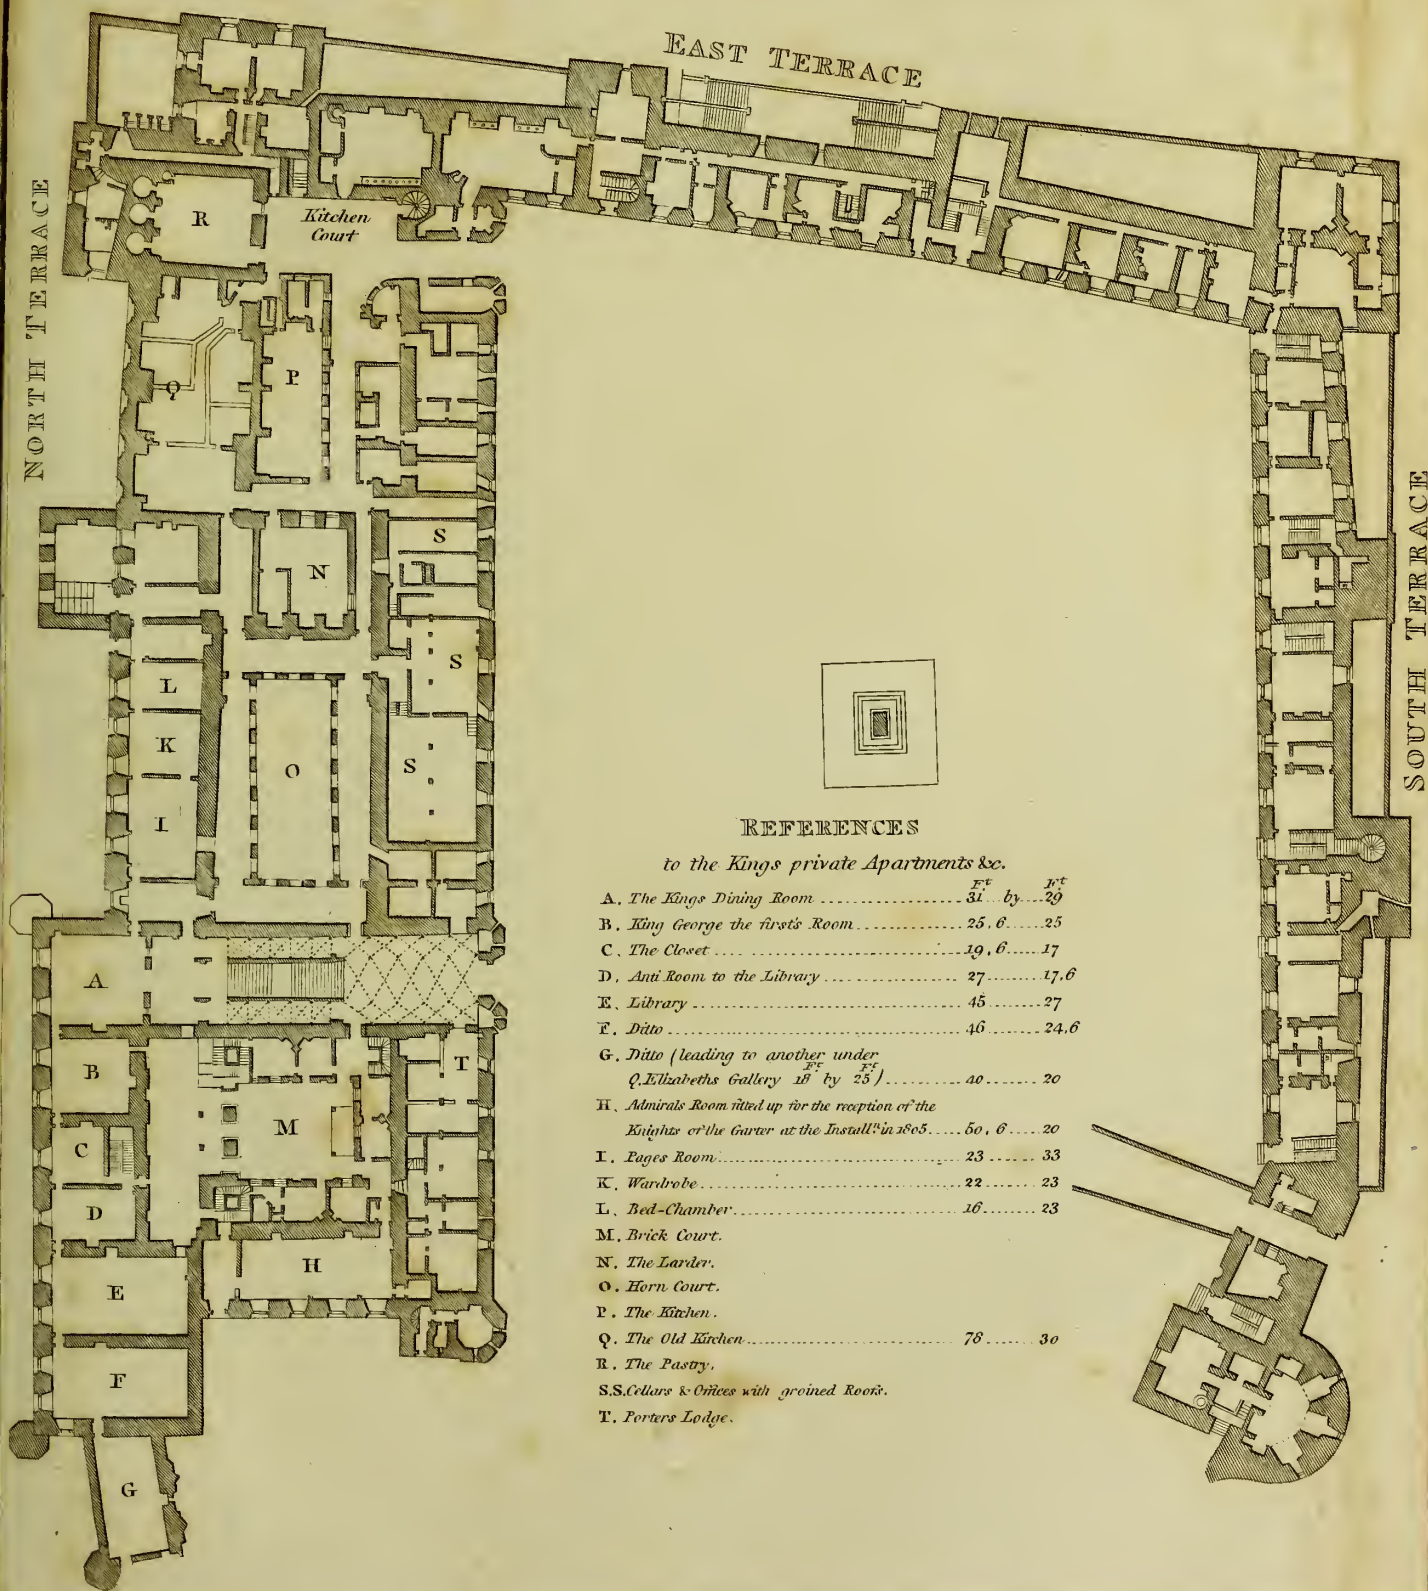 EAST TERRACE
NORTH TERRACE
SOUTH TERRACE
R
Kitchen
Court
Q
P
N
S
L
S
K
O
S
I
A
B
T
C
M
D
H
E
F
G
REFERENCES
to the Kings private Apartments &c.
Ft Ft
A. The Kings Dining Room 31 by 29
B. King George the first's Room 25,6 25
C. The Closet 19,6 17
D. Anti Room to the Library 27 17,6
E. Library 45 27
F. Ditto 46 24,6
G. Ditto (leading to another under
Ft Ft
Q. Elizabeths Gallery 18 by 25) 40 20
H. Admirals Room fitted up for the reception of the
Knights of the Garter at the Install.n in 1805 50,6 20
I. Pages Room 23 33
K. Wardrobe 22 23
L. Bed-Chamber 16 23
M. Brick Court.
N. The Larder.
O. Horn Court.
P. The Kitchen.
Q. The Old Kitchen 78 30
R. The Pastry.
S.S. Cellars & Offices with groined Roofs.
T. Porters Lodge.